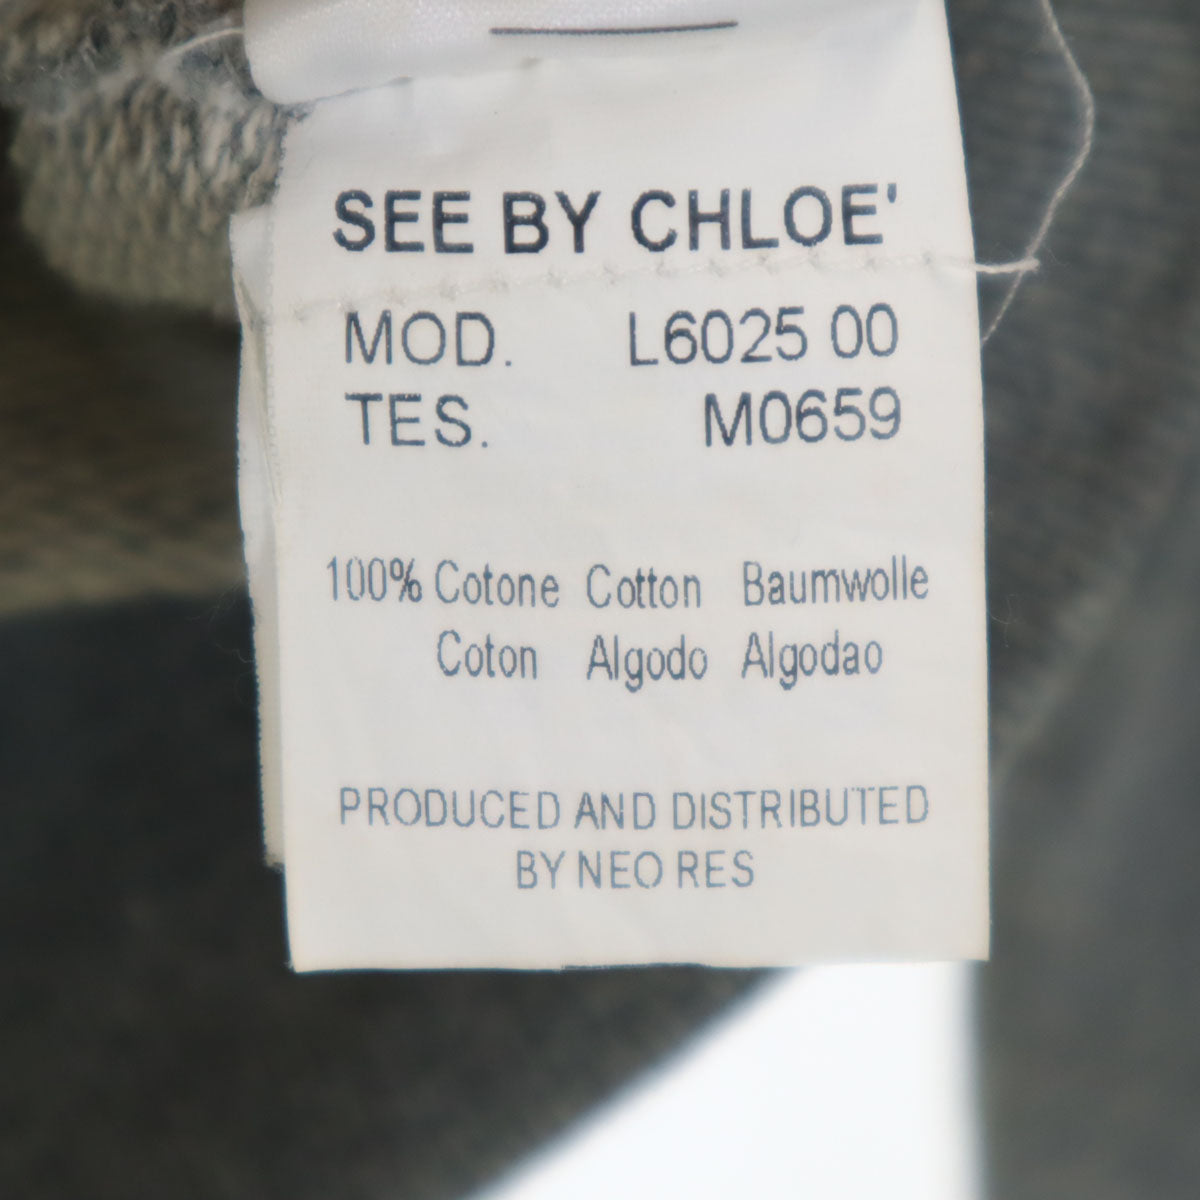 SEE BY CHLOE'
MOD. L6025 00
TES. M0659
100% Cotone Cotton Baumwolle
Coton Algodo Algodao
PRODUCED AND DISTRIBUTED
BY NEO RES